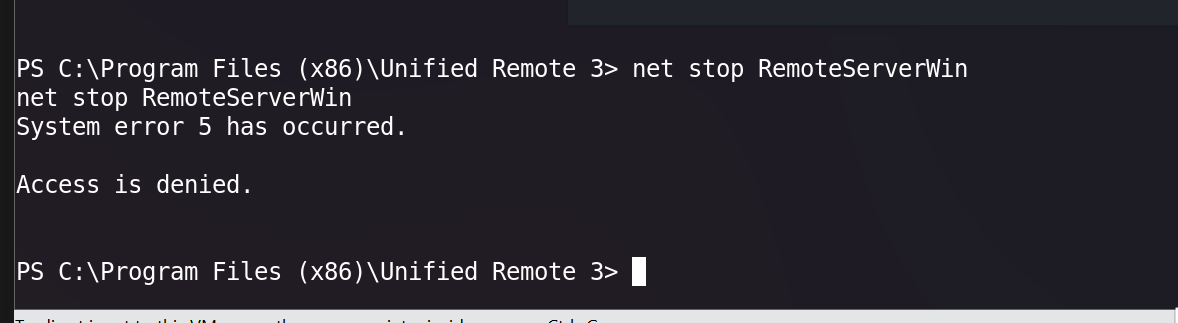 PS C:\Program Files (x86)\Unified Remote 3> net stop RemoteServerWin
net stop RemoteServerWin
System error 5 has occurred.
Access is denied.
PS C:\Program Files (x86)\Unified Remote 3>